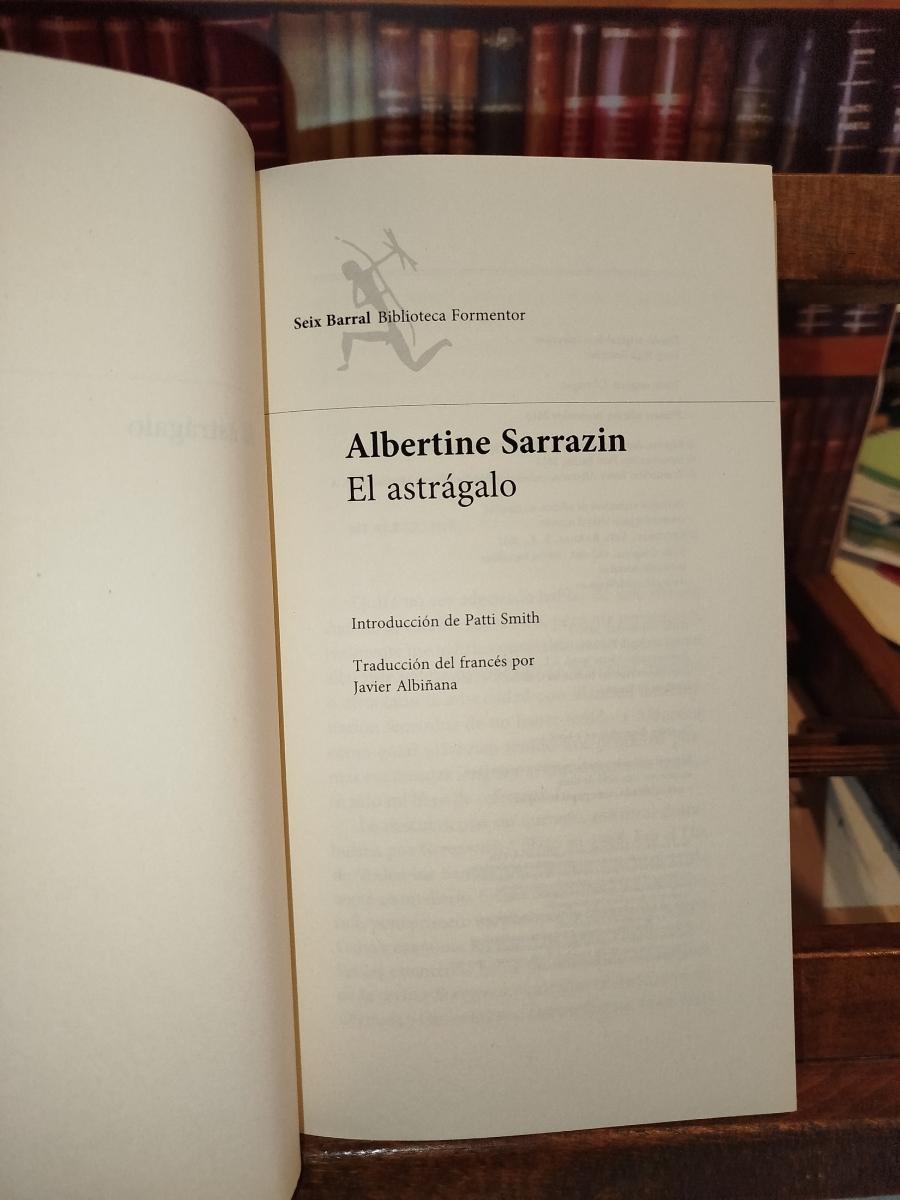 Seix Barral Biblioteca Formentor
Albertine Sarrazin
El astrágalo
Introducción de Patti Smith
Traducción del francés por
Javier Albiñana